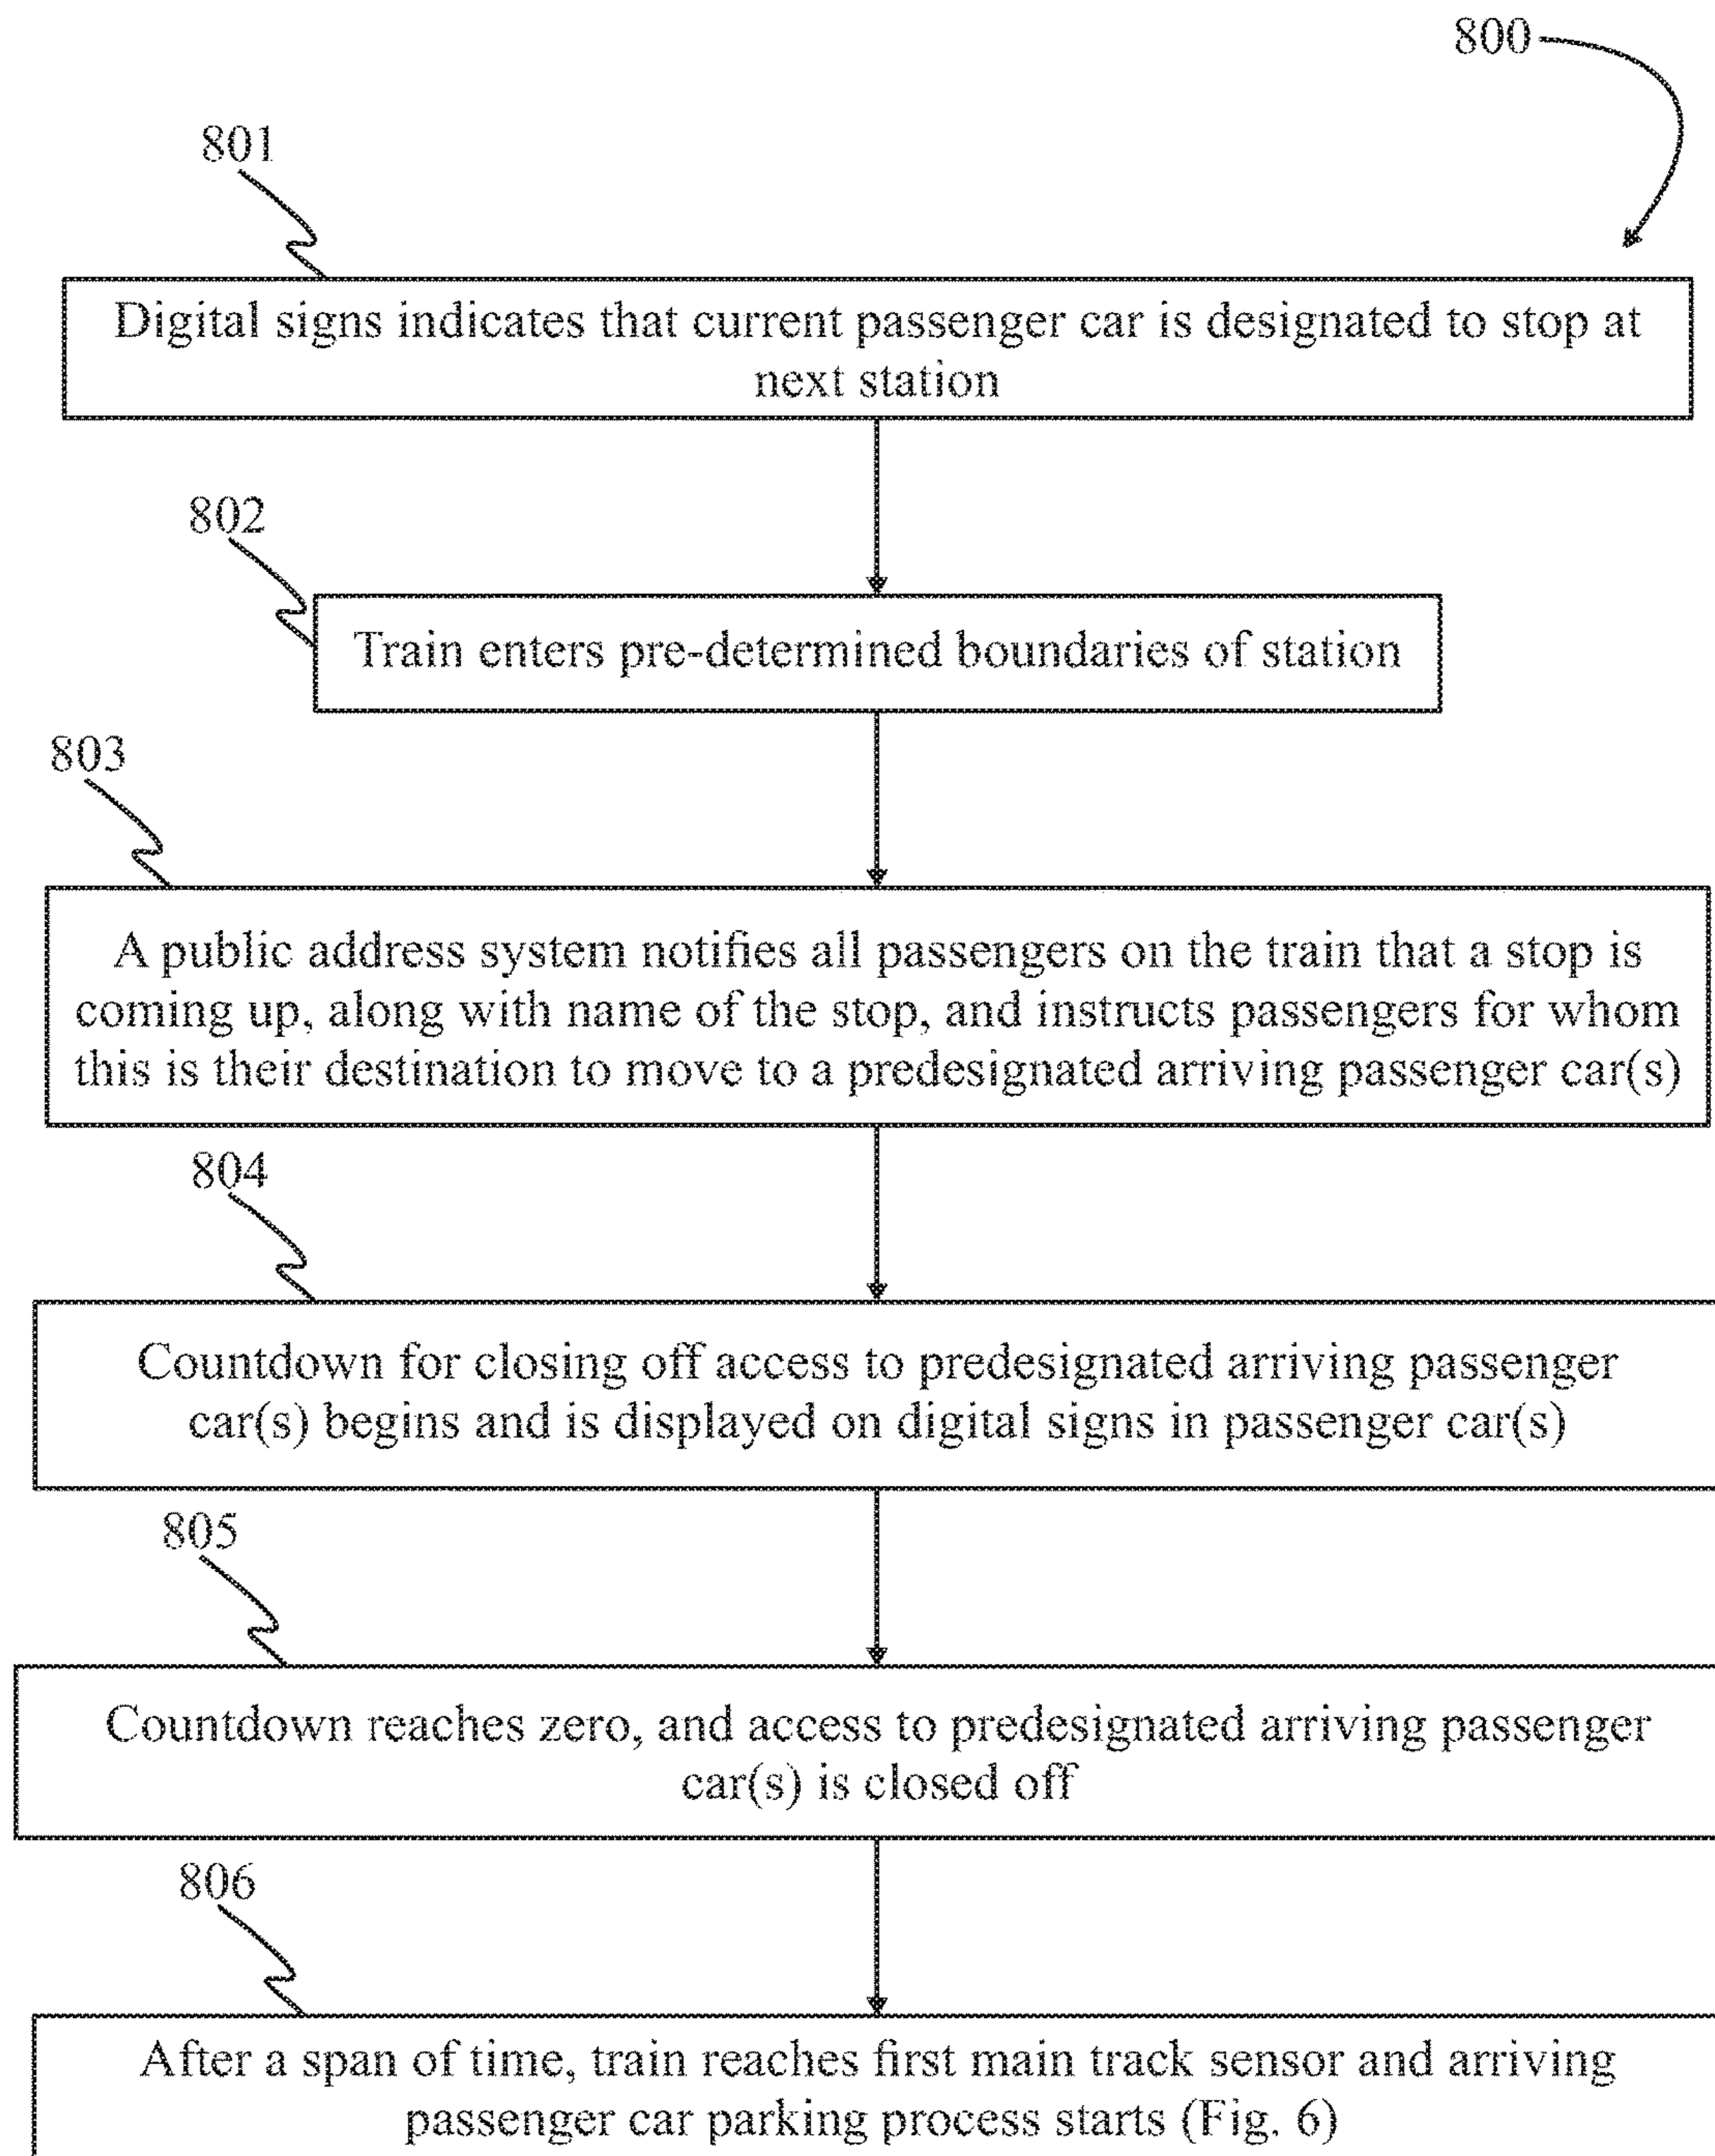 800
801
Digital signs indicates that current passenger car is designated to stop at
next station
802
Train enters pre-determined boundaries of station
803
A public address system notifies all passengers on the train that a stop is
coming up, along with name of the stop, and instructs passengers for whom
this is their destination to move to a predesignated arriving passenger car(s)
804
Countdown for closing off access to predesignated arriving passenger
car(s) begins and is displayed on digital signs in passenger car(s)
805
Countdown reaches zero, and access to predesignated arriving passenger
car(s) is closed off
806
After a span of time, train reaches first main track sensor and arriving
passenger car parking process starts (Fig. 6)